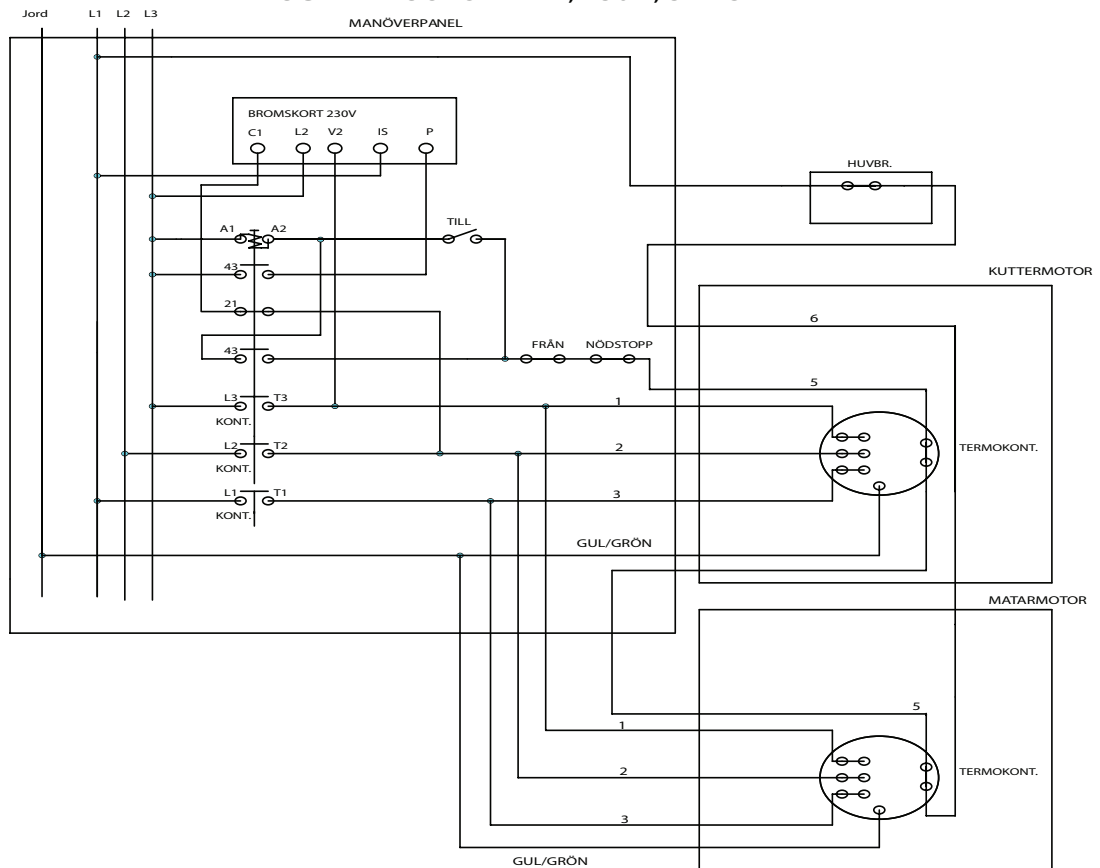 Jord L1 L2 L3
MANÖVERPANEL
BROMSKORT 230V
C1 L2 V2 IS P
HUVBR.
A1 A2 TILL
43
KUTTERMOTOR
21
6
43 FRÅN NÖDSTOPP
5
L3 T3 1
KONT.
L2 T2 2 TERMOKONT.
KONT.
L1 T1 3
KONT.
GUL/GRÖN
MATARMOTOR
5
1
2 TERMOKONT.
3
GUL/GRÖN